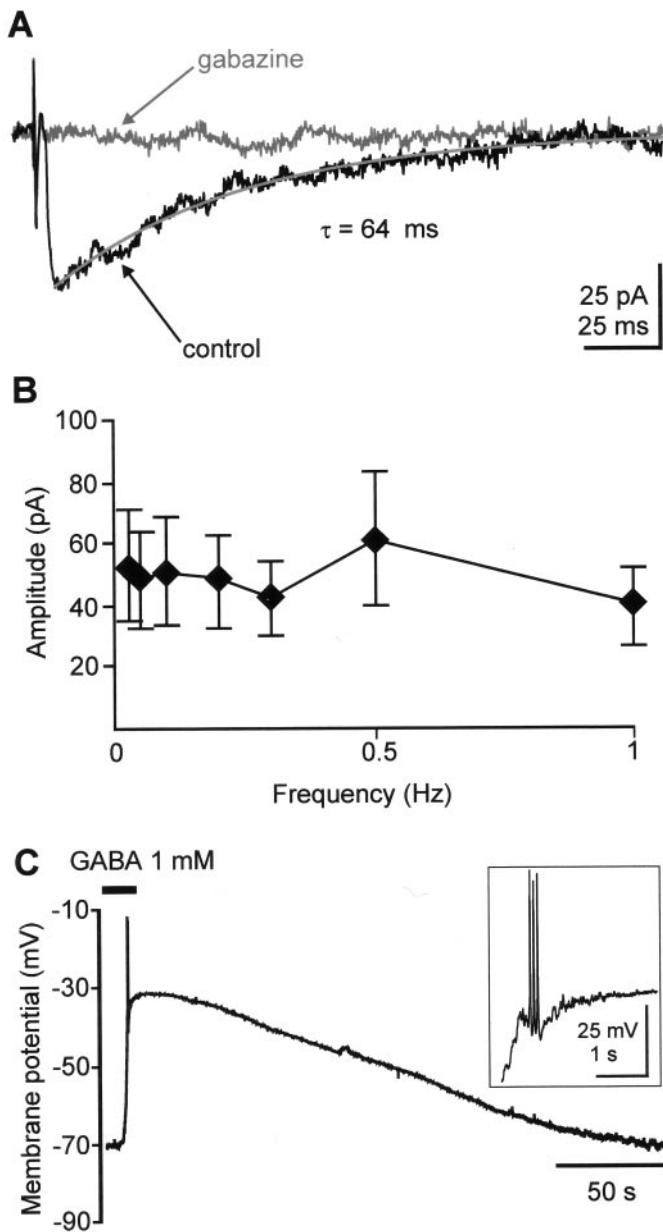 A
gabazine
τ = 64 ms
25 pA
25 ms
control
B
100
80
60
40
20
Amplitude (pA)
0
0.5
1
Frequency (Hz)
C
GABA 1 mM
-10
-30
-50
-70
-90
Membrane potential (mV)
25 mV
1 s
50 s